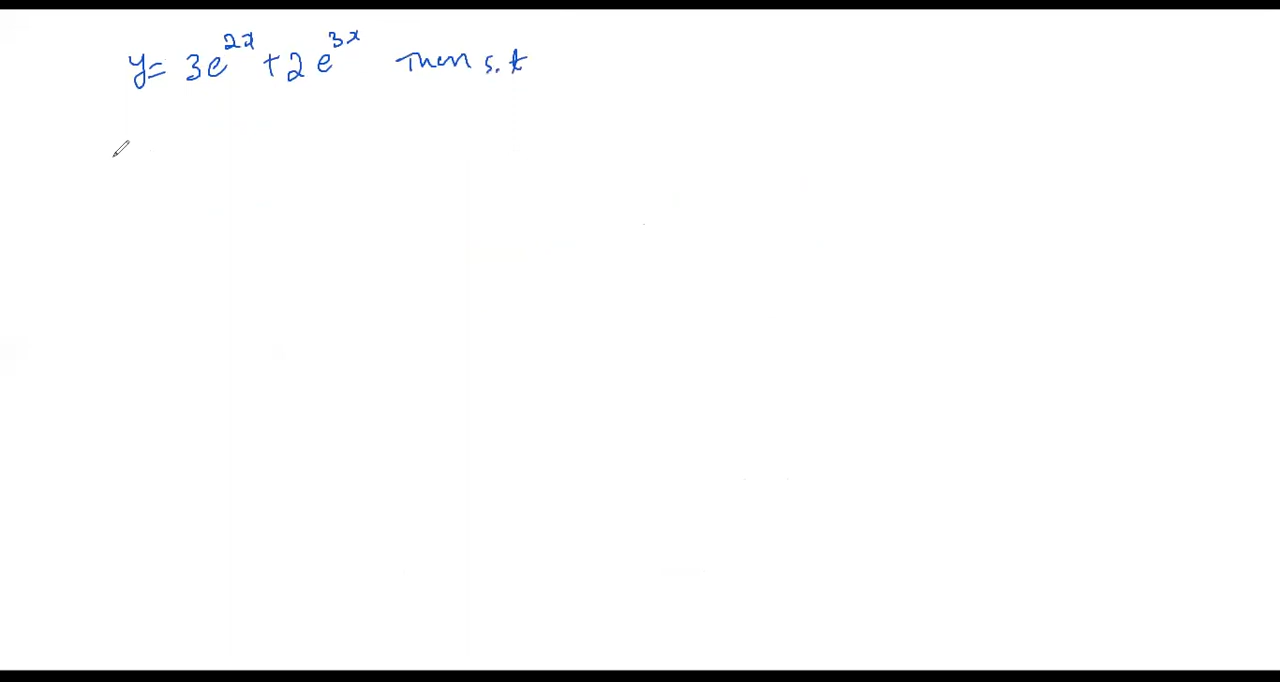 y = 3e^{2x} + 2e^{3x} Then s.t